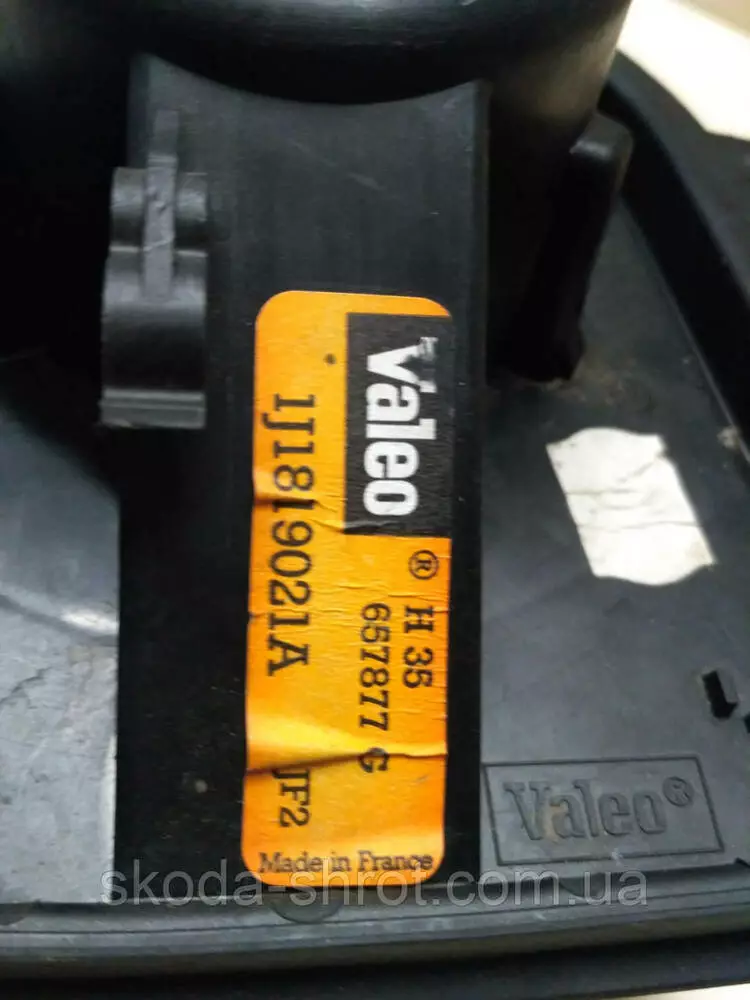 Valeo
® H 35
657877 G
1J1819021A
JF2
Made in France
Valeo®
skoda-shrot.com.ua